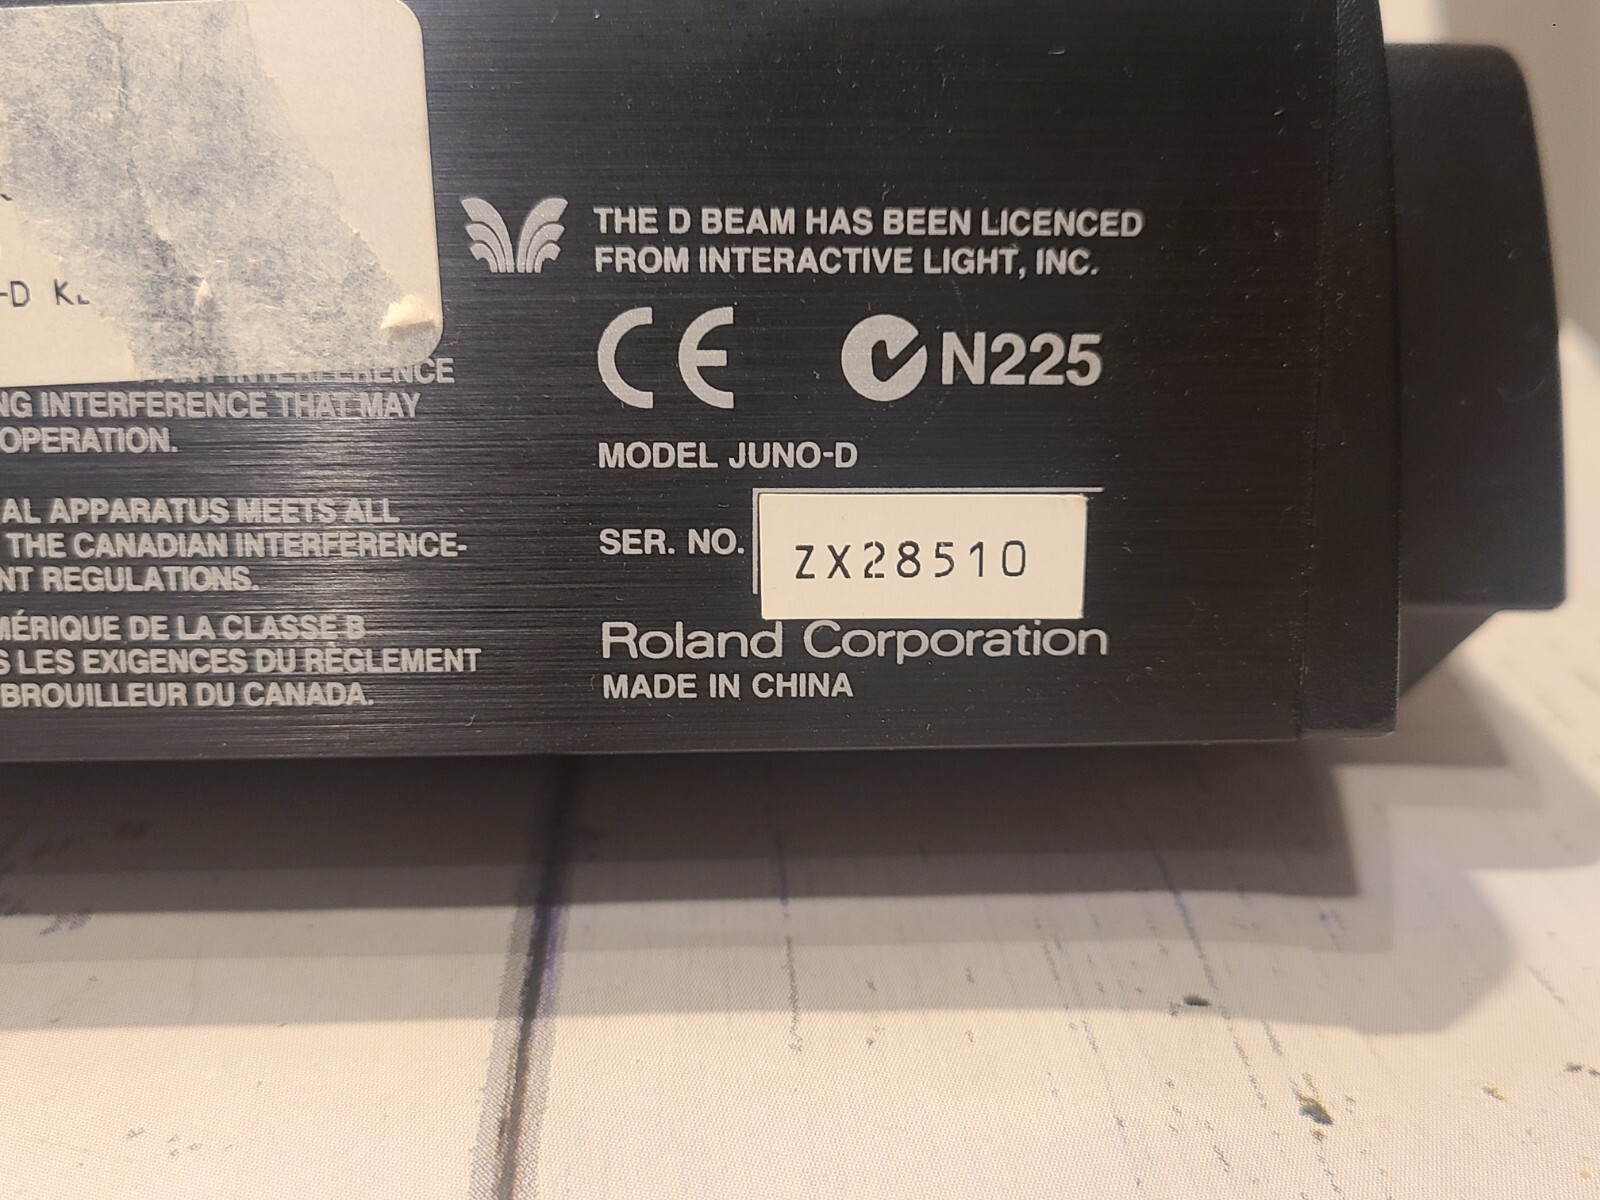 -D
THE D BEAM HAS BEEN LICENCED
FROM INTERACTIVE LIGHT, INC.
CE N225
MODEL JUNO-D
SER. NO. ZX28510
Roland Corporation
MADE IN CHINA
INTERFERENCE
NG INTERFERENCE THAT MAY
OPERATION.
AL APPARATUS MEETS ALL
THE CANADIAN INTERFERENCE-
NT REGULATIONS.
MÉRIQUE DE LA CLASSE B
S LES EXIGENCES DU RÈGLEMENT
BROUILLEUR DU CANADA.